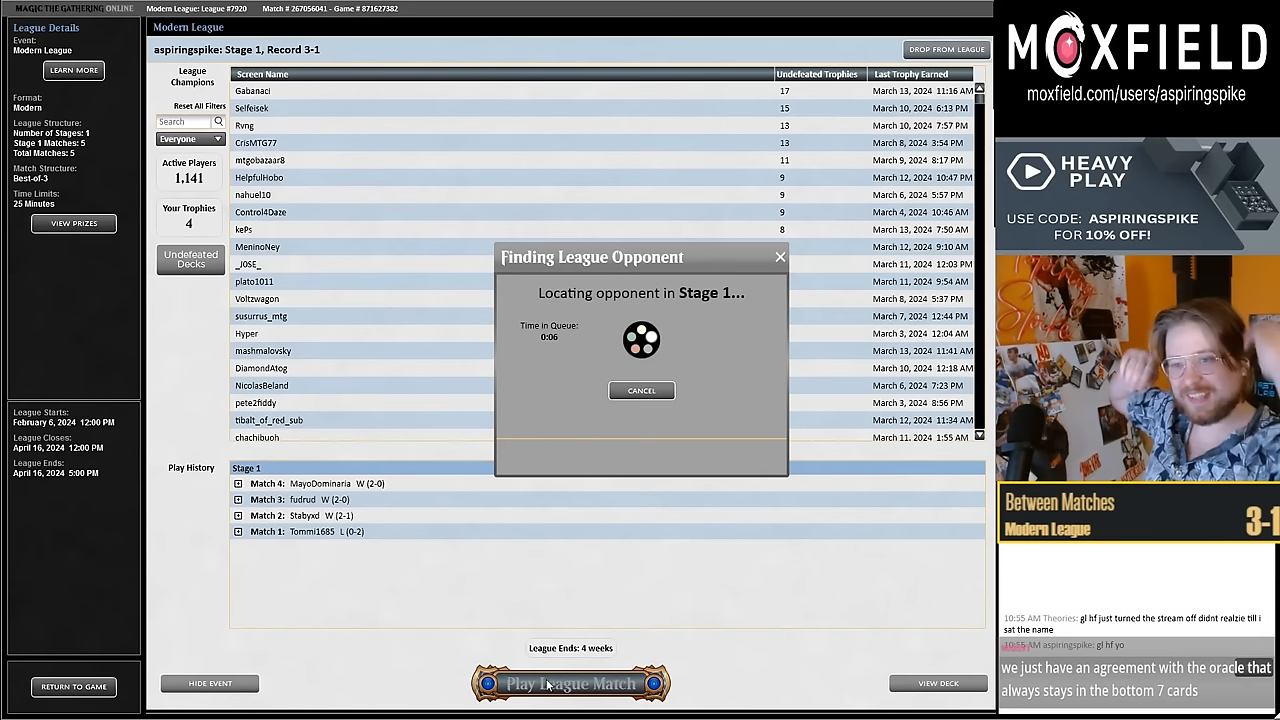 MAGIC THE GATHERING ONLINE
Modern League: League #7920
Match # 267056041 - Game # 871627382
League Details
Event:
Modern League
LEARN MORE
Format:
Modern
League Structure:
Number of Stages: 1
Stage 1 Matches: 5
Total Matches: 5
Match Structure:
Best-of-3
Time Limits:
25 Minutes
VIEW PRIZES
League Starts:
February 6, 2024 12:00 PM
League Closes:
April 16, 2024 12:00 PM
League Ends:
April 16, 2024 5:00 PM
RETURN TO GAME
Modern League
aspiringspike: Stage 1, Record 3-1
DROP FROM LEAGUE
League
Champions
Reset All Filters
Search
Everyone
Active Players
1,141
Your Trophies
4
Undefeated
Decks
Screen Name Undefeated Trophies Last Trophy Earned
Gabanaci 17 March 13, 2024 11:16 AM
Selfeisek 15 March 10, 2024 6:13 PM
Rvng 13 March 10, 2024 7:57 PM
CrisMTG77 13 March 8, 2024 3:54 PM
mtgobazaar8 11 March 9, 2024 8:17 PM
HelpfulHobo 9 March 12, 2024 10:47 PM
nahuel10 9 March 6, 2024 5:57 PM
Control4Daze 9 March 4, 2024 10:46 AM
kePs 8 March 13, 2024 7:50 AM
MeninoNey March 12, 2024 9:10 AM
_J0SE_ March 11, 2024 12:03 PM
plato1011 March 11, 2024 9:54 AM
Voltzwagon March 8, 2024 5:37 PM
susurrus_mtg March 7, 2024 12:44 PM
Hyper March 3, 2024 12:04 AM
mashmalovsky March 13, 2024 11:41 AM
DiamondAtog March 10, 2024 12:18 AM
NicolasBeland March 6, 2024 7:23 PM
pete2fiddy March 3, 2024 8:56 PM
tibalt_of_red_sub March 12, 2024 11:34 AM
chachibuoh March 11, 2024 1:55 AM
Finding League Opponent
Locating opponent in Stage 1...
Time in Queue:
0:06
CANCEL
Play History
Stage 1
Match 4: MayoDominaria W (2-0)
Match 3: fudrud W (2-0)
Match 2: Stabyxd W (2-1)
Match 1: Tommi1685 L (0-2)
League Ends: 4 weeks
HIDE EVENT
Play League Match
VIEW DECK
MOXFIELD
moxfield.com/users/aspiringspike
HEAVY
PLAY
USE CODE: ASPIRINGSPIKE
FOR 10% OFF!
Between Matches
Modern League
3-1
10:55 AM Theories: gl hf just turned the stream off didnt realzie till i
sat the name
10:55 AM aspiringspike: gl hf yo
we just have an agreement with the oracle that
always stays in the bottom 7 cards